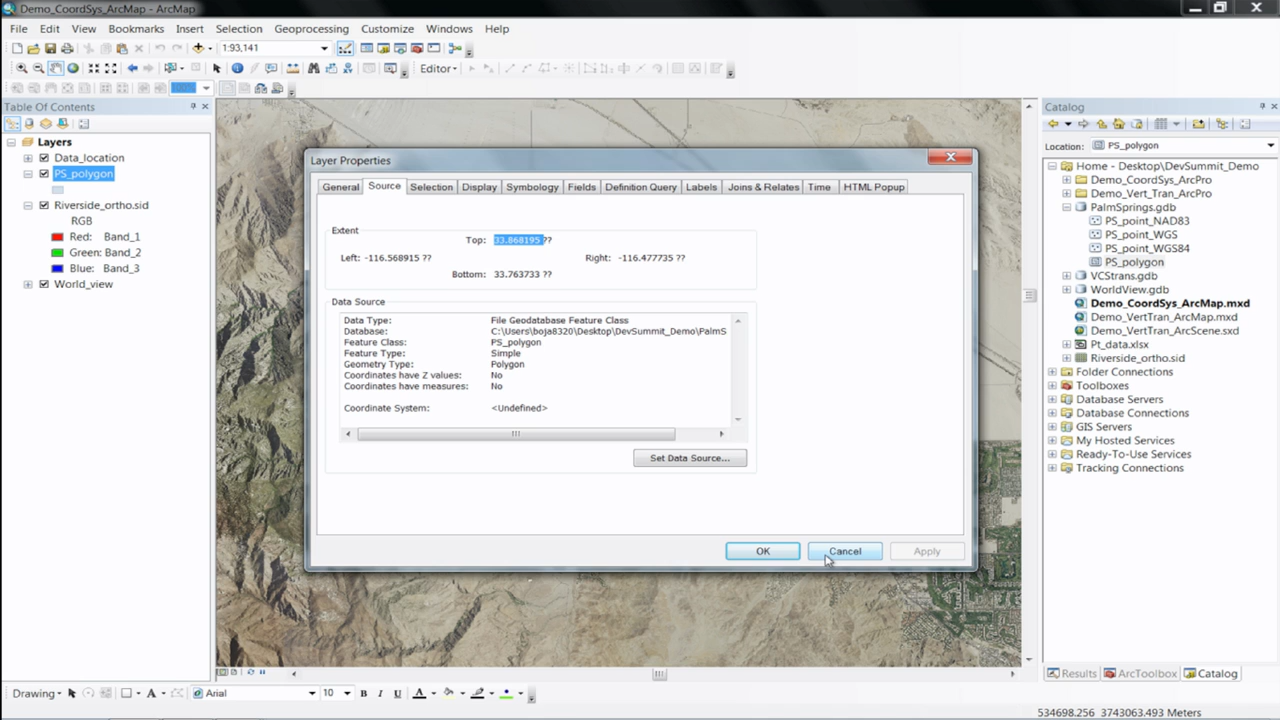 Demo_CoordSys_ArcMap - ArcMap
File Edit View Bookmarks Insert Selection Geoprocessing Customize Windows Help
1:93,141
Editor
100%
Table Of Contents
Layers
Data_location
PS_polygon
Riverside_ortho.sid
RGB
Red: Band_1
Green: Band_2
Blue: Band_3
World_view
Layer Properties
General Source Selection Display Symbology Fields Definition Query Labels Joins & Relates Time HTML Popup
Extent
Top: 33.868195 ??
Left: -116.568915 ?? Right: -116.477735 ??
Bottom: 33.763733 ??
Data Source
Data Type: File Geodatabase Feature Class
Database: C:\Users\boja8320\Desktop\DevSummit_Demo\PalmS
Feature Class: PS_polygon
Feature Type: Simple
Geometry Type: Polygon
Coordinates have Z values: No
Coordinates have measures: No
Coordinate System: <Undefined>
Set Data Source...
OK Cancel Apply
Catalog
Location: PS_polygon
Home - Desktop\DevSummit_Demo
Demo_CoordSys_ArcPro
Demo_Vert_Tran_ArcPro
PalmSprings.gdb
PS_point_NAD83
PS_point_WGS
PS_point_WGS84
PS_polygon
VCStrans.gdb
WorldView.gdb
Demo_CoordSys_ArcMap.mxd
Demo_VertTran_ArcMap.mxd
Demo_VertTran_ArcScene.sxd
Pt_data.xlsx
Riverside_ortho.sid
Folder Connections
Toolboxes
Database Servers
Database Connections
GIS Servers
My Hosted Services
Ready-To-Use Services
Tracking Connections
Results ArcToolbox Catalog
Drawing A Arial 10 B I U A
534698.256 3743063.493 Meters